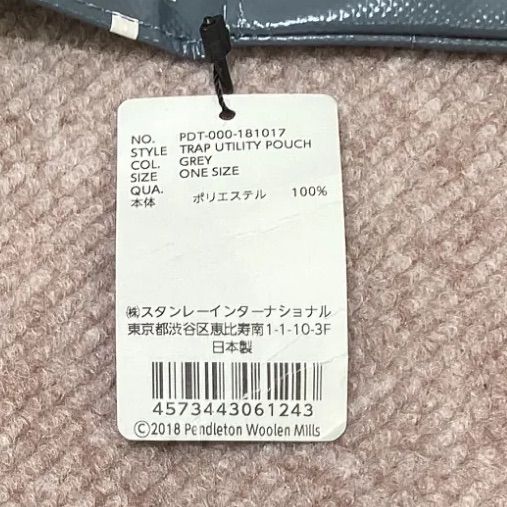 NO. PDT-000-181017
STYLE TRAP UTILITY POUCH
COL. GREY
SIZE ONE SIZE
QUA.
本体 ポリエステル 100%
㈱スタンレーインターナショナル
東京都渋谷区恵比寿南1-1-10-3F
日本製
4573443061243
©2018 Pendleton Woolen Mills